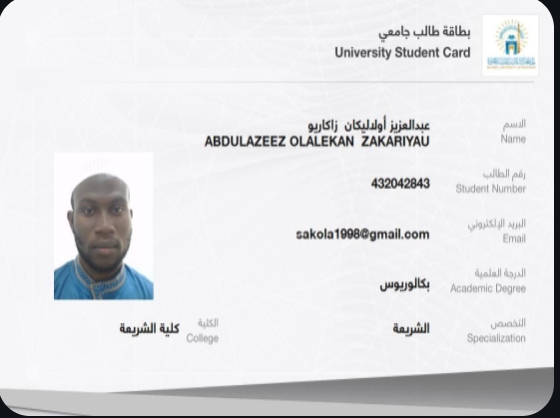 بطاقة طالب جامعي
University Student Card
الاسم
Name
عبدالعزيز أولاليكان زاكاريو
ABDULAZEEZ OLALEKAN ZAKARIYAU
رقم الطالب
Student Number
432042843
البريد الإلكتروني
Email
sakola1998@gmail.com
الدرجة العلمية
Academic Degree
بكالوريوس
التخصص
Specialization
الشريعة
الكلية
College
كلية الشريعة